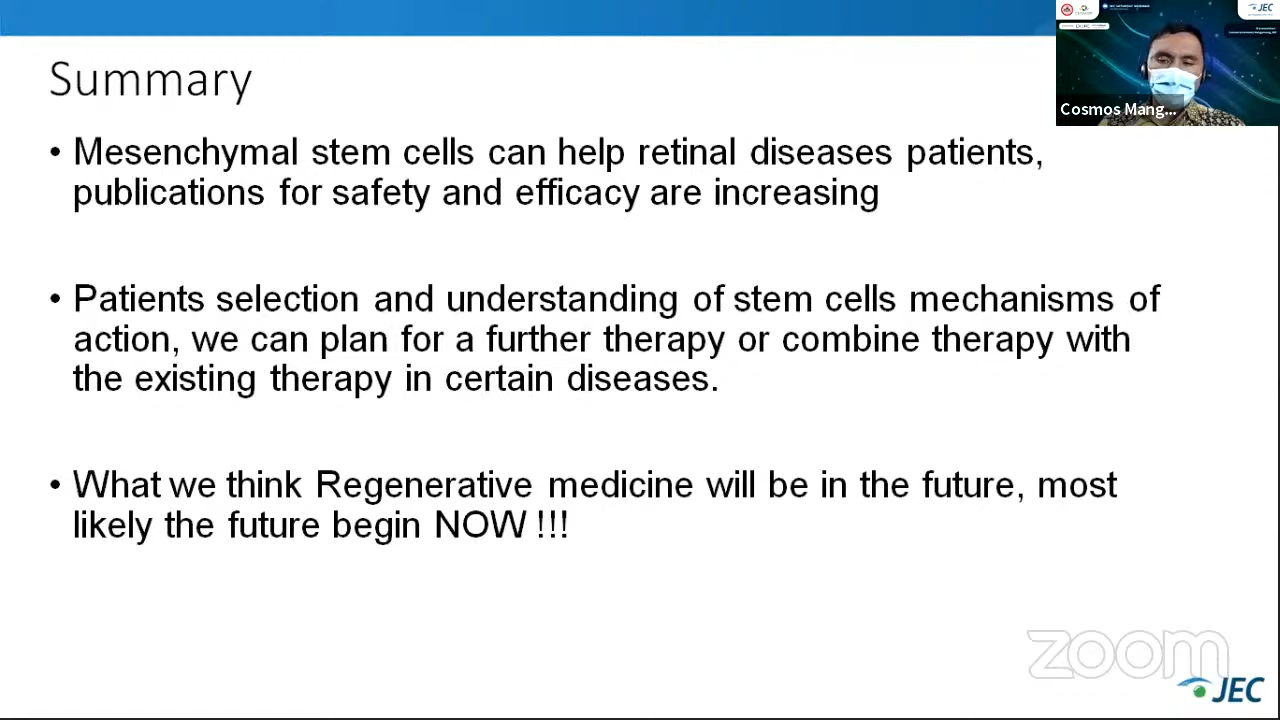 Summary
• Mesenchymal stem cells can help retinal diseases patients,
publications for safety and efficacy are increasing
• Patients selection and understanding of stem cells mechanisms of
action, we can plan for a further therapy or combine therapy with
the existing therapy in certain diseases.
• What we think Regenerative medicine will be in the future, most
likely the future begin NOW !!!
JEC
Cosmos Mang...
zoom
JEC